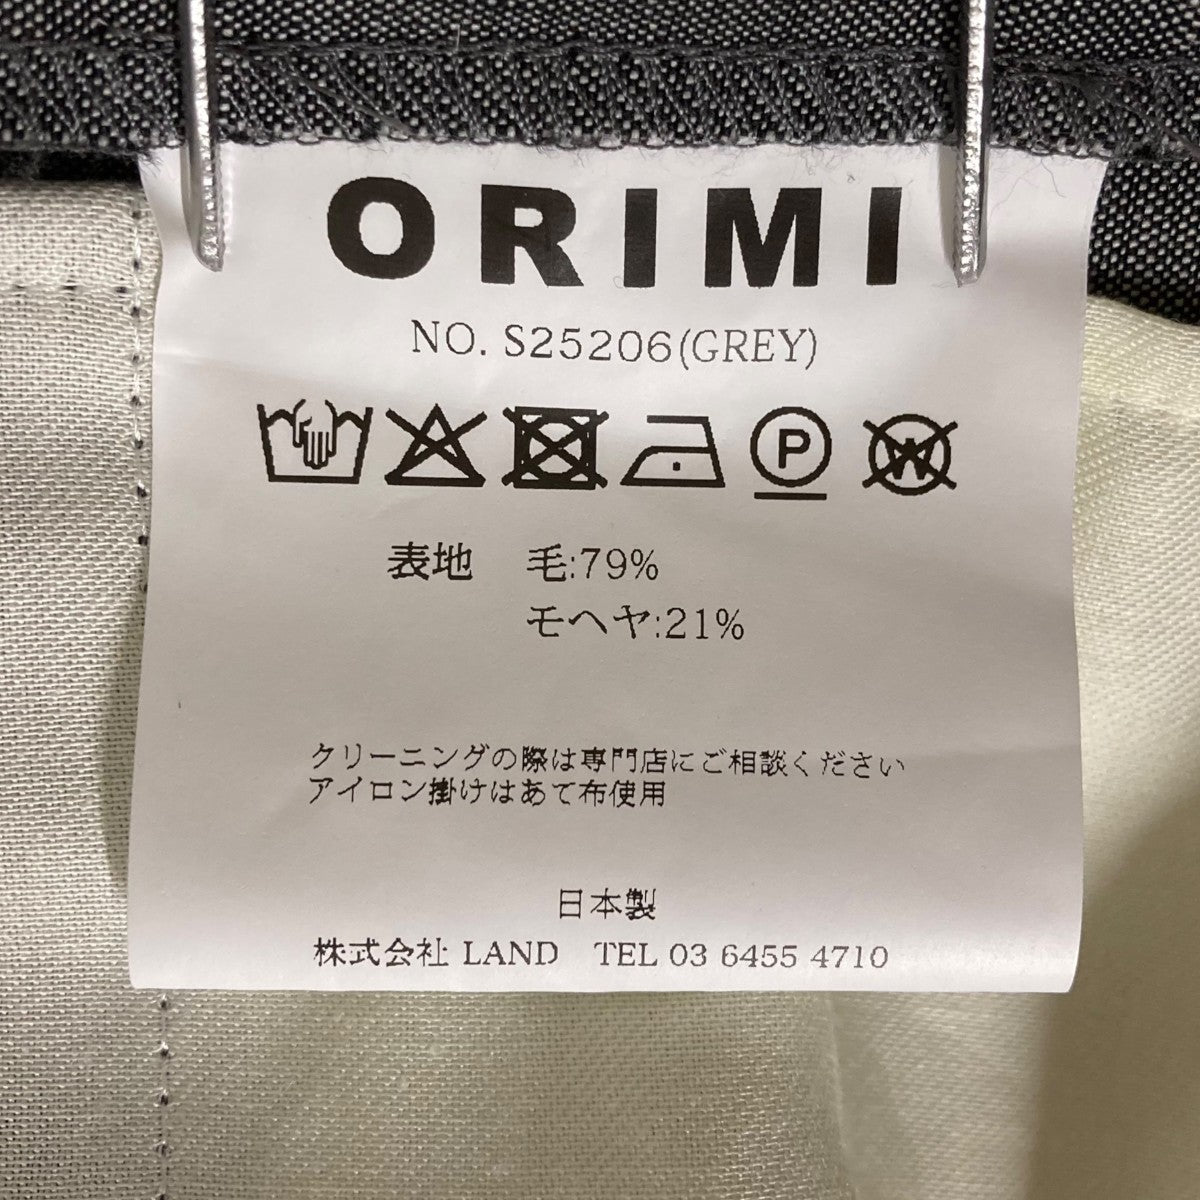 ORIMI
NO. S25206(GREY)
P W
表地 毛:79%
モヘヤ:21%
クリーニングの際は専門店にご相談ください
アイロン掛けはあて布使用
日本製
株式会社 LAND TEL 03 6455 4710